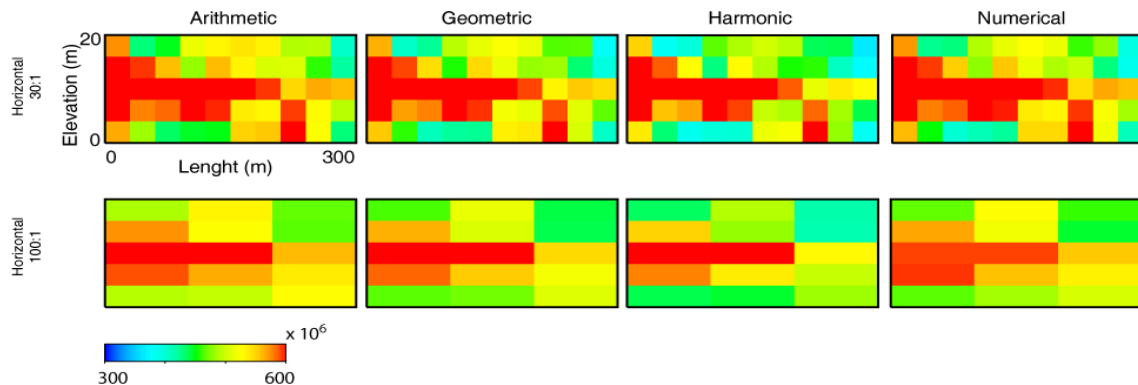 Arithmetic Geometric Harmonic Numerical
Horizontal
30:1
Elevation (m)
20
0
0 300
Lenght (m)
Horizontal
100:1
x 10⁶
300 600